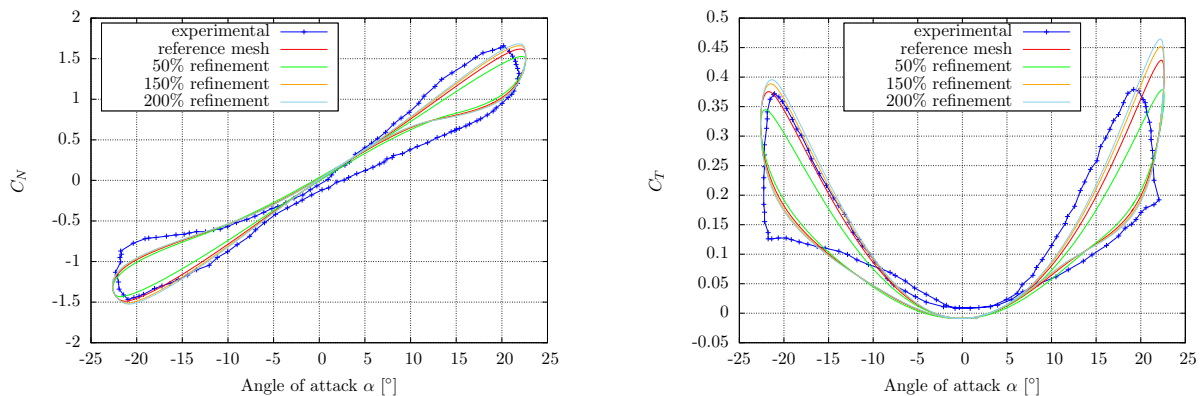 2
1.5
1
0.5
0
-0.5
-1
-1.5
-2
C_N
-25 -20 -15 -10 -5 0 5 10 15 20 25
Angle of attack α [°]
experimental
reference mesh
50% refinement
150% refinement
200% refinement
0.5
0.45
0.4
0.35
0.3
0.25
0.2
0.15
0.1
0.05
0
-0.05
C_T
-25 -20 -15 -10 -5 0 5 10 15 20 25
Angle of attack α [°]
experimental
reference mesh
50% refinement
150% refinement
200% refinement